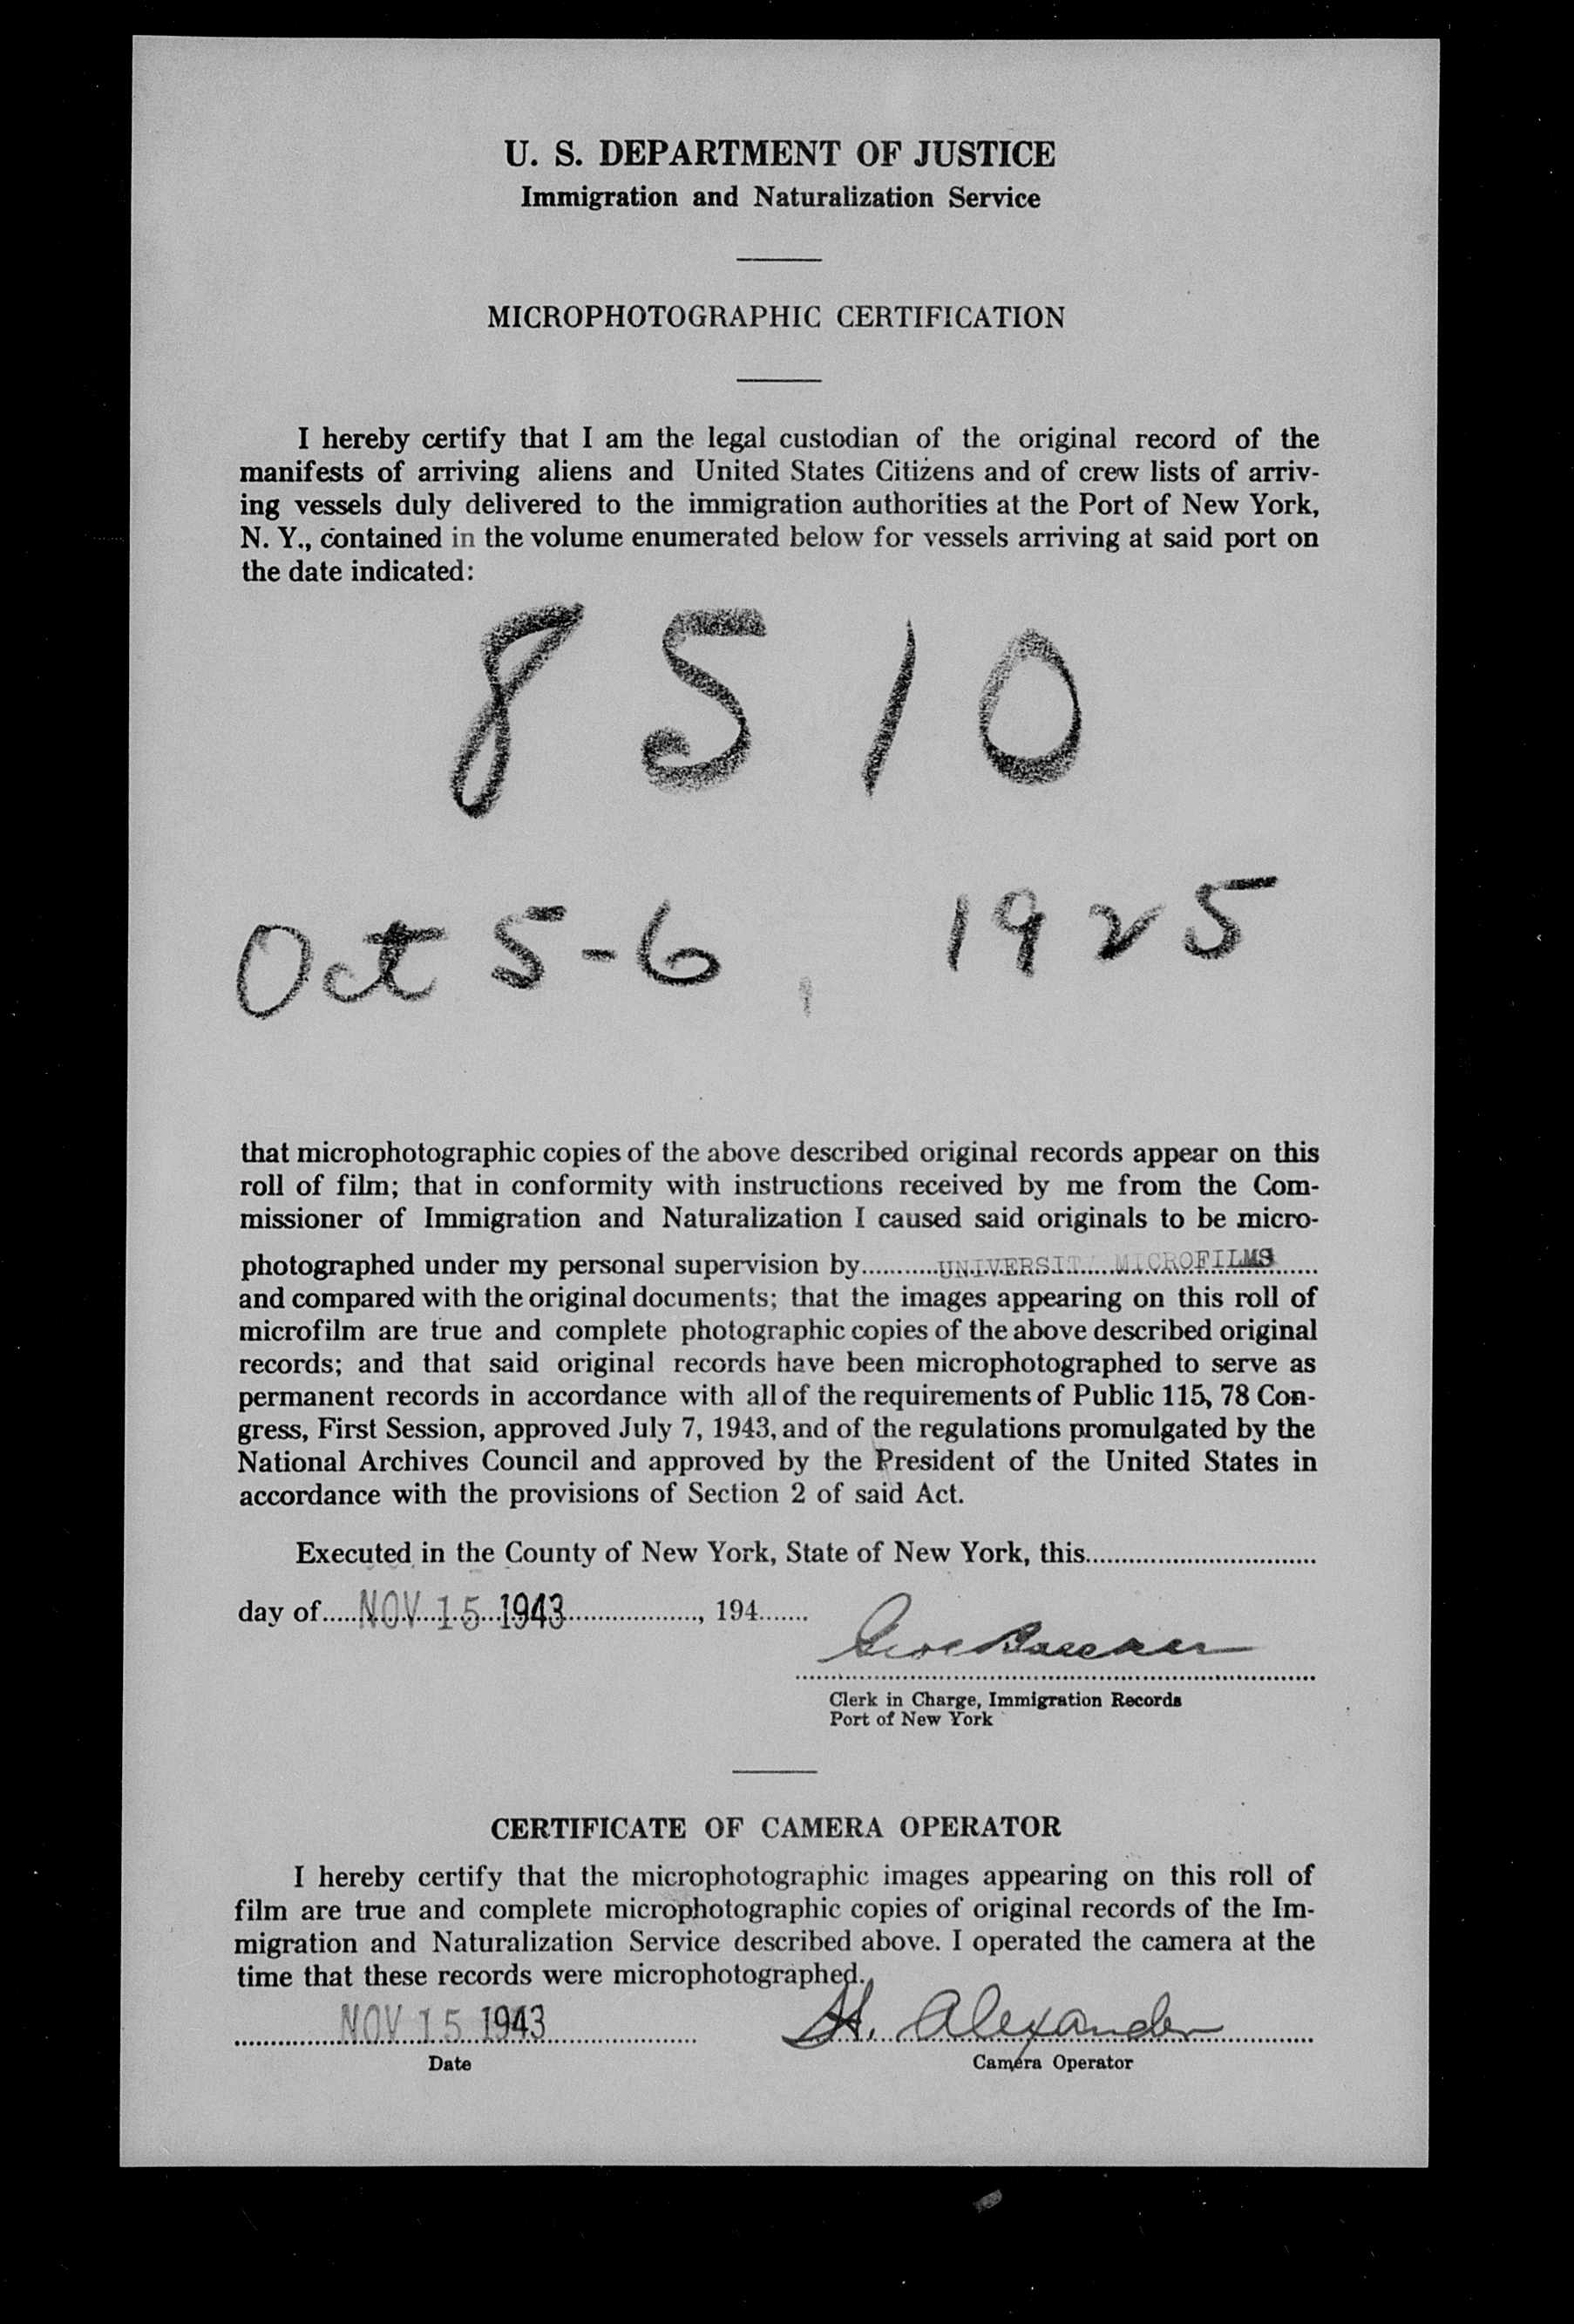 U. S. DEPARTMENT OF JUSTICE
Immigration and Naturalization Service
MICROPHOTOGRAPHIC CERTIFICATION
I hereby certify that I am the legal custodian of the original record of the
manifests of arriving aliens and United States Citizens and of crew lists of arriv-
ing vessels duly delivered to the immigration authorities at the Port of New York,
N. Y., contained in the volume enumerated below for vessels arriving at said port on
the date indicated:
8510
Oct 5-6, 1925
that microphotographic copies of the above described original records appear on this
roll of film; that in conformity with instructions received by me from the Com-
missioner of Immigration and Naturalization I caused said originals to be micro-
photographed under my personal supervision by UNIVERSIT MICROFILMS
and compared with the original documents; that the images appearing on this roll of
microfilm are true and complete photographic copies of the above described original
records; and that said original records have been microphotographed to serve as
permanent records in accordance with all of the requirements of Public 115, 78 Con-
gress, First Session, approved July 7, 1943, and of the regulations promulgated by the
National Archives Council and approved by the President of the United States in
accordance with the provisions of Section 2 of said Act.
Executed in the County of New York, State of New York, this
day of NOV 15 1943, 194
Clerk in Charge, Immigration Records
Port of New York
CERTIFICATE OF CAMERA OPERATOR
I hereby certify that the microphotographic images appearing on this roll of
film are true and complete microphotographic copies of original records of the Im-
migration and Naturalization Service described above. I operated the camera at the
time that these records were microphotographed.
NOV 15 1943 H. Alexander
Date Camera Operator